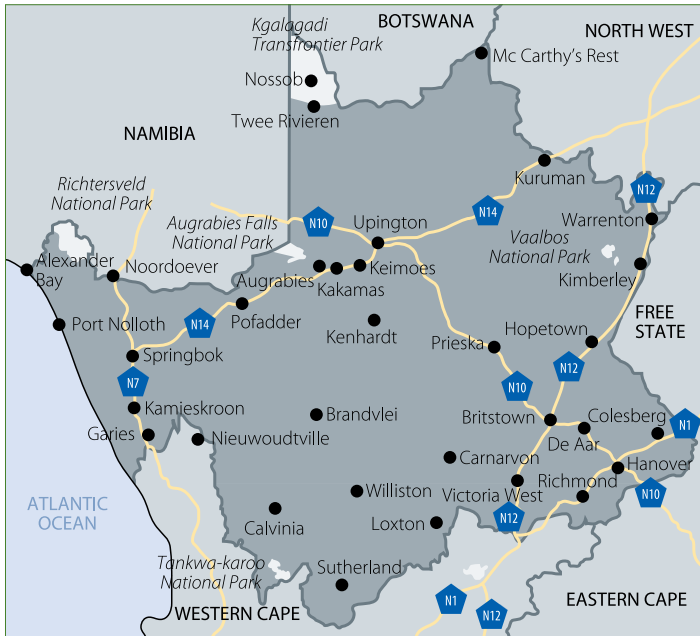 Kgalagadi
Transfrontier Park
BOTSWANA
NORTH WEST
Mc Carthy's Rest
Nossob
Twee Rivieren
NAMIBIA
Kuruman
Richtersveld
National Park
N12
N14
Augrabies Falls
National Park
N10
Upington
Warrenton
Vaalbos
National Park
Alexander
Bay
Noordoever
Augrabies
Keimoes
Kakamas
Kimberley
Pofadder
N14
Port Nolloth
Kenhardt
FREE
STATE
Hopetown
Prieska
Springbok
N12
N7
N10
Kamieskroon
Brandvlei
Britstown
Colesberg
N1
Garies
Nieuwoudtville
De Aar
Carnarvon
Hanover
Richmond
Williston
Victoria West
N10
ATLANTIC
OCEAN
Calvinia
Loxton
N12
Tankwa-karoo
National Park
Sutherland
N1
EASTERN CAPE
WESTERN CAPE
N12